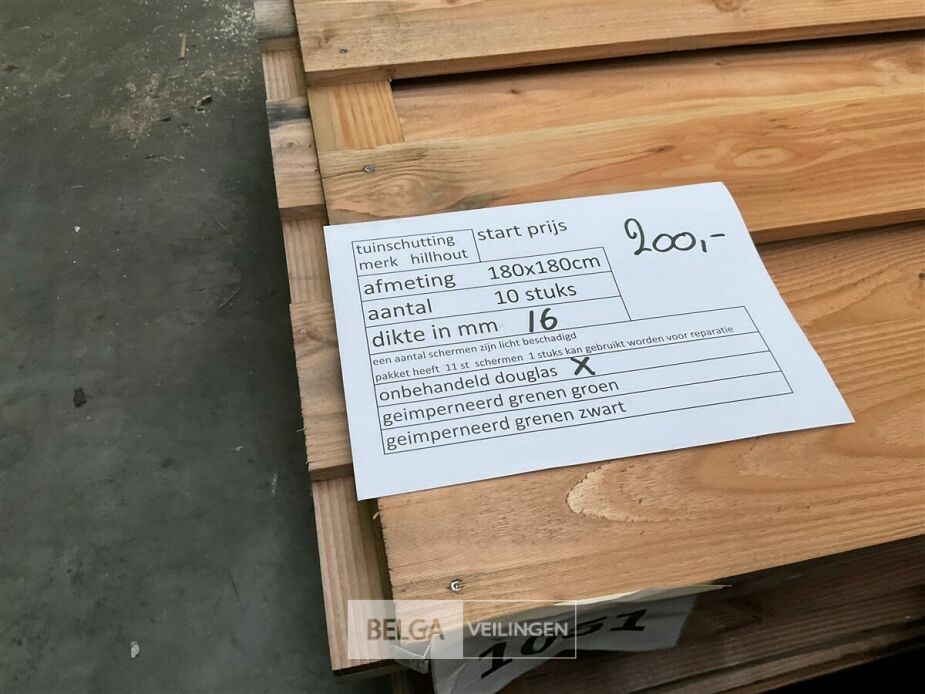 tuinschutting
merk hillhout
start prijs
200,-
afmeting 180x180cm
aantal 10 stuks
dikte in mm 16
een aantal schermen zijn licht beschadigd
pakket heeft 11 st schermen 1 stuks kan gebruikt worden voor reparatie
onbehandeld douglas X
geimperneerd grenen groen
geimperneerd grenen zwart
BELGA VEILINGEN
1051